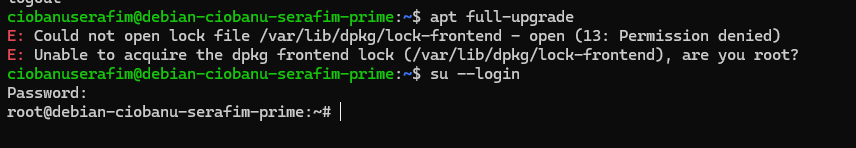 logout
ciobanuserafim@debian-ciobanu-serafim-prime:~$ apt full-upgrade
E: Could not open lock file /var/lib/dpkg/lock-frontend - open (13: Permission denied)
E: Unable to acquire the dpkg frontend lock (/var/lib/dpkg/lock-frontend), are you root?
ciobanuserafim@debian-ciobanu-serafim-prime:~$ su --login
Password:
root@debian-ciobanu-serafim-prime:~#